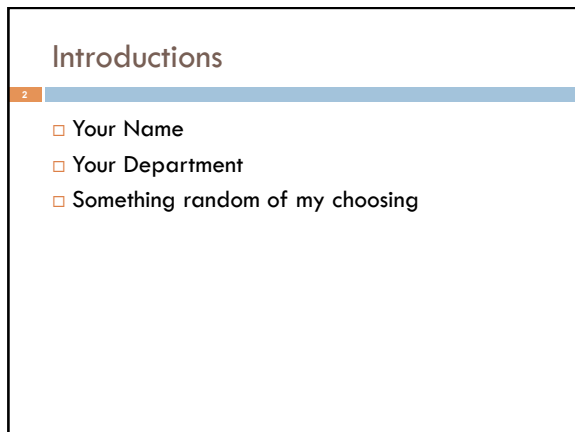 Introductions
2
Your Name
Your Department
Something random of my choosing